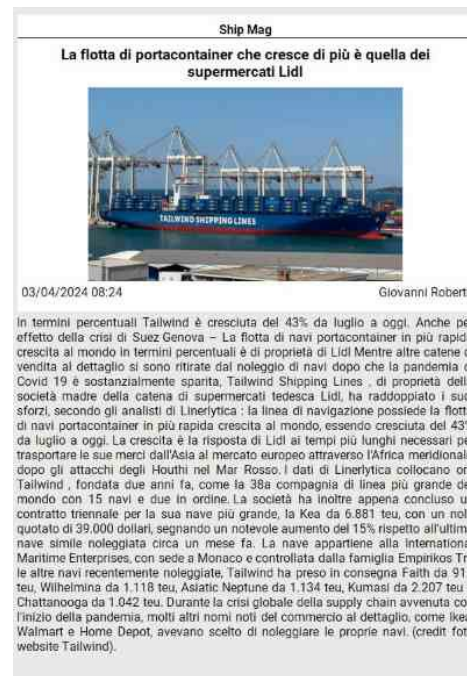 Ship Mag
La flotta di portacontainer che cresce di più è quella dei
supermercati Lidl
TAILWIND SHIPPING LINES
03/04/2024 08:24
Giovanni Robert
In termini percentuali Tailwind è cresciuta del 43% da luglio a oggi. Anche pe
effetto della crisi di Suez Genova – La flotta di navi portacontainer in più rapid
crescita al mondo in termini percentuali è di proprietà di Lidl Mentre altre catene d
vendita al dettaglio si sono ritirate dal noleggio di navi dopo che la pandemia d
Covid 19 è sostanzialmente sparita, Tailwind Shipping Lines , di proprietà dell
società madre della catena di supermercati tedesca Lidl, ha raddoppiato i suo
sforzi, secondo gli analisti di Linerlytica : la linea di navigazione possiede la flott
di navi portacontainer in più rapida crescita al mondo, essendo cresciuta del 43%
da luglio a oggi. La crescita è la risposta di Lidl ai tempi più lunghi necessari pe
trasportare le sue merci dall'Asia al mercato europeo attraverso l'Africa meridional
dopo gli attacchi degli Houthi nel Mar Rosso. I dati di Linerlytica collocano or
Tailwind , fondata due anni fa, come la 38a compagnia di linea più grande de
mondo con 15 navi e due in ordine. La società ha inoltre appena concluso u
contratto triennale per la sua nave più grande, la Kea da 6.881 teu, con un nol
quotato di 39.000 dollari, segnando un notevole aumento del 15% rispetto all'ultim
nave simile noleggiata circa un mese fa. La nave appartiene alla Internationa
Maritime Enterprises, con sede a Monaco e controllata dalla famiglia Empirikos Tr
le altre navi recentemente noleggiate, Tailwind ha preso in consegna Faith da 91
teu, Wilhelmina da 1.118 teu, Asiatic Neptune da 1.134 teu, Kumasi da 2.207 teu
Chattanooga da 1.042 teu. Durante la crisi globale della supply chain avvenuta co
l'inizio della pandemia, molti altri nomi noti del commercio al dettaglio, come Ikea
Walmart e Home Depot, avevano scelto di noleggiare le proprie navi. (credit fot
website Tailwind).